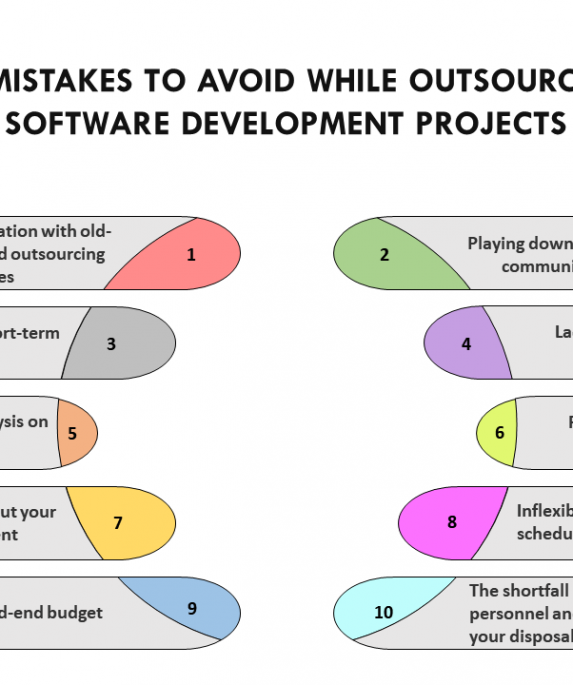 MISTAKES TO AVOID WHILE OUTSOURC
SOFTWARE DEVELOPMENT PROJECTS
ation with old-
d outsourcing
es
1
2
Playing down
communi
ort-term
3
4
La
ysis on
5
6
ut your
nt
7
8
Inflexib
schedu
d-end budget
9
10
The shortfall
personnel an
your disposal